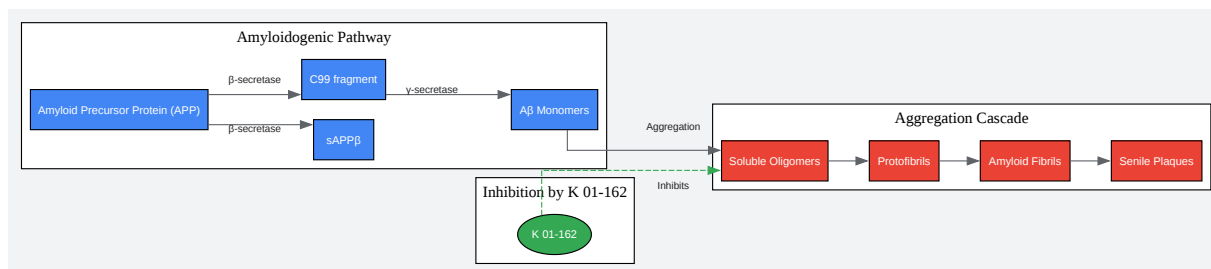 Amyloidogenic Pathway
β-secretase
C99 fragment
γ-secretase
Amyloid Precursor Protein (APP)
Aβ Monomers
β-secretase
sAPPβ
Aggregation
Aggregation Cascade
Soluble Oligomers
Protofibrils
Amyloid Fibrils
Senile Plaques
Inhibits
Inhibition by K 01-162
K 01-162